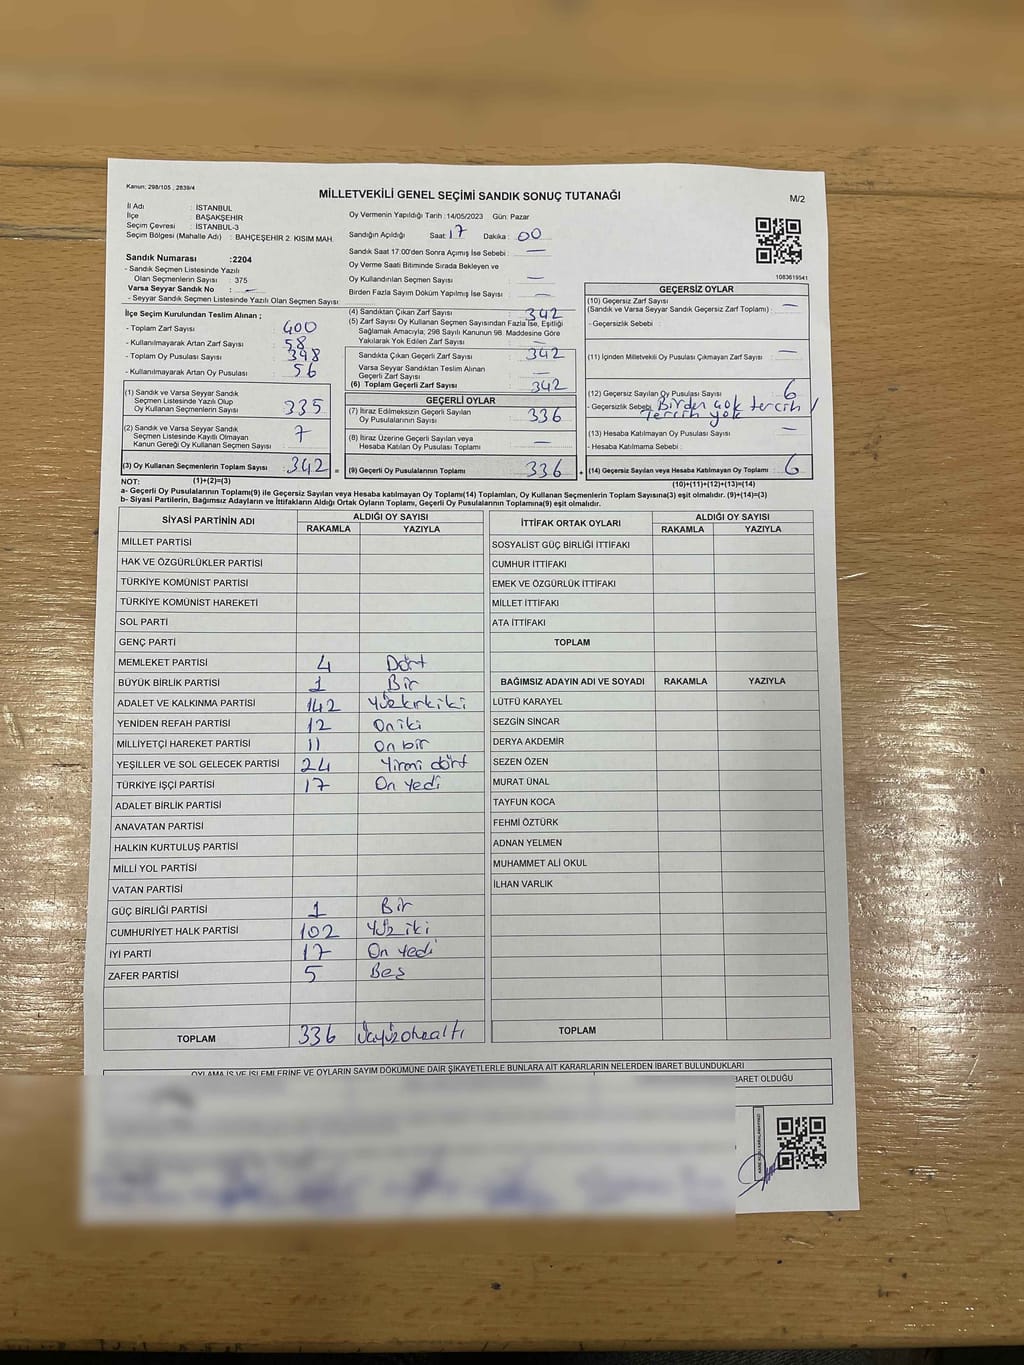 Kanun: 298/105 , 2839/4
MİLLETVEKİLİ GENEL SEÇİMİ SANDIK SONUÇ TUTANAĞI
M/2
İl Adı : İSTANBUL
İlçe : BAŞAKŞEHİR
Seçim Çevresi : İSTANBUL-3
Seçim Bölgesi (Mahalle Adı) : BAHÇEŞEHİR 2. KISIM MAH.
Oy Vermenin Yapıldığı Tarih : 14/05/2023 Gün: Pazar
Sandığın Açıldığı Saat: 17 Dakika: 00
Sandık Saat 17:00'den Sonra Açımış İse Sebebi : —
Oy Verme Saati Bitiminde Sırada Bekleyen ve
Oy Kullandırılan Seçmen Sayısı : —
Birden Fazla Sayım Döküm Yapılmış İse Sayısı : —
1083619541
Sandık Numarası :2204
- Sandık Seçmen Listesinde Yazılı
Olan Seçmenlerin Sayısı : 375
Varsa Seyyar Sandık No : —
- Seyyar Sandık Seçmen Listesinde Yazılı Olan Seçmen Sayısı :
İlçe Seçim Kurulundan Teslim Alınan ;
- Toplam Zarf Sayısı : 400
- Kullanılmayarak Artan Zarf Sayısı : 58
- Toplam Oy Pusulası Sayısı : 398
- Kullanılmayarak Artan Oy Pusulası : 56
(1) Sandık ve Varsa Seyyar Sandık
Seçmen Listesinde Yazılı Olup
Oy Kullanan Seçmenlerin Sayısı : 335
(2) Sandık ve Varsa Seyyar Sandık
Seçmen Listesinde Kayıtlı Olmayan
Kanun Gereği Oy Kullanan Seçmen Sayısı : 7
(3) Oy Kullanan Seçmenlerin Toplam Sayısı : 342 =
(1)+(2)=(3)
(4) Sandıktan Çıkan Zarf Sayısı : 342
(5) Zarf Sayısı Oy Kullanan Seçmen Sayısından Fazla İse, Eşitliği
Sağlamak Amacıyla; 298 Sayılı Kanunun 98. Maddesine Göre
Yakılarak Yok Edilen Zarf Sayısı : —
Sandıkta Çıkan Geçerli Zarf Sayısı : 342
Varsa Seyyar Sandıktan Teslim Alınan
Geçerli Zarf Sayısı : —
(6) Toplam Geçerli Zarf Sayısı : 342
GEÇERLİ OYLAR
(7) İtiraz Edilmeksizin Geçerli Sayılan
Oy Pusulalarının Sayısı : 336
(8) İtiraz Üzerine Geçerli Sayılan veya
Hesaba Katılan Oy Pusulası Toplamı : —
(9) Geçerli Oy Pusulalarının Toplamı : 336 +
GEÇERSİZ OYLAR
(10) Geçersiz Zarf Sayısı
(Sandık ve Varsa Seyyar Sandık Geçersiz Zarf Toplamı) : —
- Geçersizlik Sebebi :
(11) İçinden Milletvekili Oy Pusulası Çıkmayan Zarf Sayısı : —
(12) Geçersiz Sayılan Oy Pusulası Sayısı : 6
- Geçersizlik Sebebi : Birden çok tercih /
tercih yok
(13) Hesaba Katılmayan Oy Pusulası Sayısı : —
- Hesaba Katılmama Sebebi :
(14) Geçersiz Sayılan veya Hesaba Katılmayan Oy Toplamı : 6
(10)+(11)+(12)+(13)=(14)
NOT:
a- Geçerli Oy Pusulalarının Toplamı(9) ile Geçersiz Sayılan veya Hesaba katılmayan Oy Toplamı(14) Toplamları, Oy Kullanan Seçmenlerin Toplam Sayısına(3) eşit olmalıdır. (9)+(14)=(3)
b- Siyasi Partilerin, Bağımsız Adayların ve İttifakların Aldığı Ortak Oyların Toplamı, Geçerli Oy Pusulalarının Toplamına(9) eşit olmalıdır.
SİYASİ PARTİNİN ADI ALDIĞI OY SAYISI
RAKAMLA YAZIYLA
MİLLET PARTİSİ
HAK VE ÖZGÜRLÜKLER PARTİSİ
TÜRKİYE KOMÜNİST PARTİSİ
TÜRKİYE KOMÜNİST HAREKETİ
SOL PARTİ
GENÇ PARTİ
MEMLEKET PARTİSİ 4 Dört
BÜYÜK BİRLİK PARTİSİ 1 Bir
ADALET VE KALKINMA PARTİSİ 142 Yüzkırkiki
YENİDEN REFAH PARTİSİ 12 Oniki
MİLLİYETÇİ HAREKET PARTİSİ 11 On bir
YEŞİLLER VE SOL GELECEK PARTİSİ 24 Yirmi dört
TÜRKİYE İŞÇİ PARTİSİ 17 On Yedi
ADALET BİRLİK PARTİSİ
ANAVATAN PARTİSİ
HALKIN KURTULUŞ PARTİSİ
MİLLİ YOL PARTİSİ
VATAN PARTİSİ
GÜÇ BİRLİĞİ PARTİSİ 1 Bir
CUMHURİYET HALK PARTİSİ 102 Yüz iki
İYİ PARTİ 17 On Yedi
ZAFER PARTİSİ 5 Beş
TOPLAM 336 Üçyüzotuzaltı
İTTİFAK ORTAK OYLARI ALDIĞI OY SAYISI
RAKAMLA YAZIYLA
SOSYALİST GÜÇ BİRLİĞİ İTTİFAKI
CUMHUR İTTİFAKI
EMEK VE ÖZGÜRLÜK İTTİFAKI
MİLLET İTTİFAKI
ATA İTTİFAKI
TOPLAM
BAĞIMSIZ ADAYIN ADI VE SOYADI RAKAMLA YAZIYLA
LÜTFÜ KARAYEL
SEZGİN SİNCAR
DERYA AKDEMİR
SEZEN ÖZEN
MURAT ÜNAL
TAYFUN KOCA
FEHMİ ÖZTÜRK
ADNAN YELMEN
MUHAMMET ALİ OKUL
İLHAN VARLIK
TOPLAM
OYLAMA İŞ VE İŞLEMLERİNE VE OYLARIN SAYIM DÖKÜMÜNE DAİR ŞİKAYETLERLE BUNLARA AİT KARARLARIN NELERDEN İBARET BULUNDUKLARI
BARET OLDUĞU